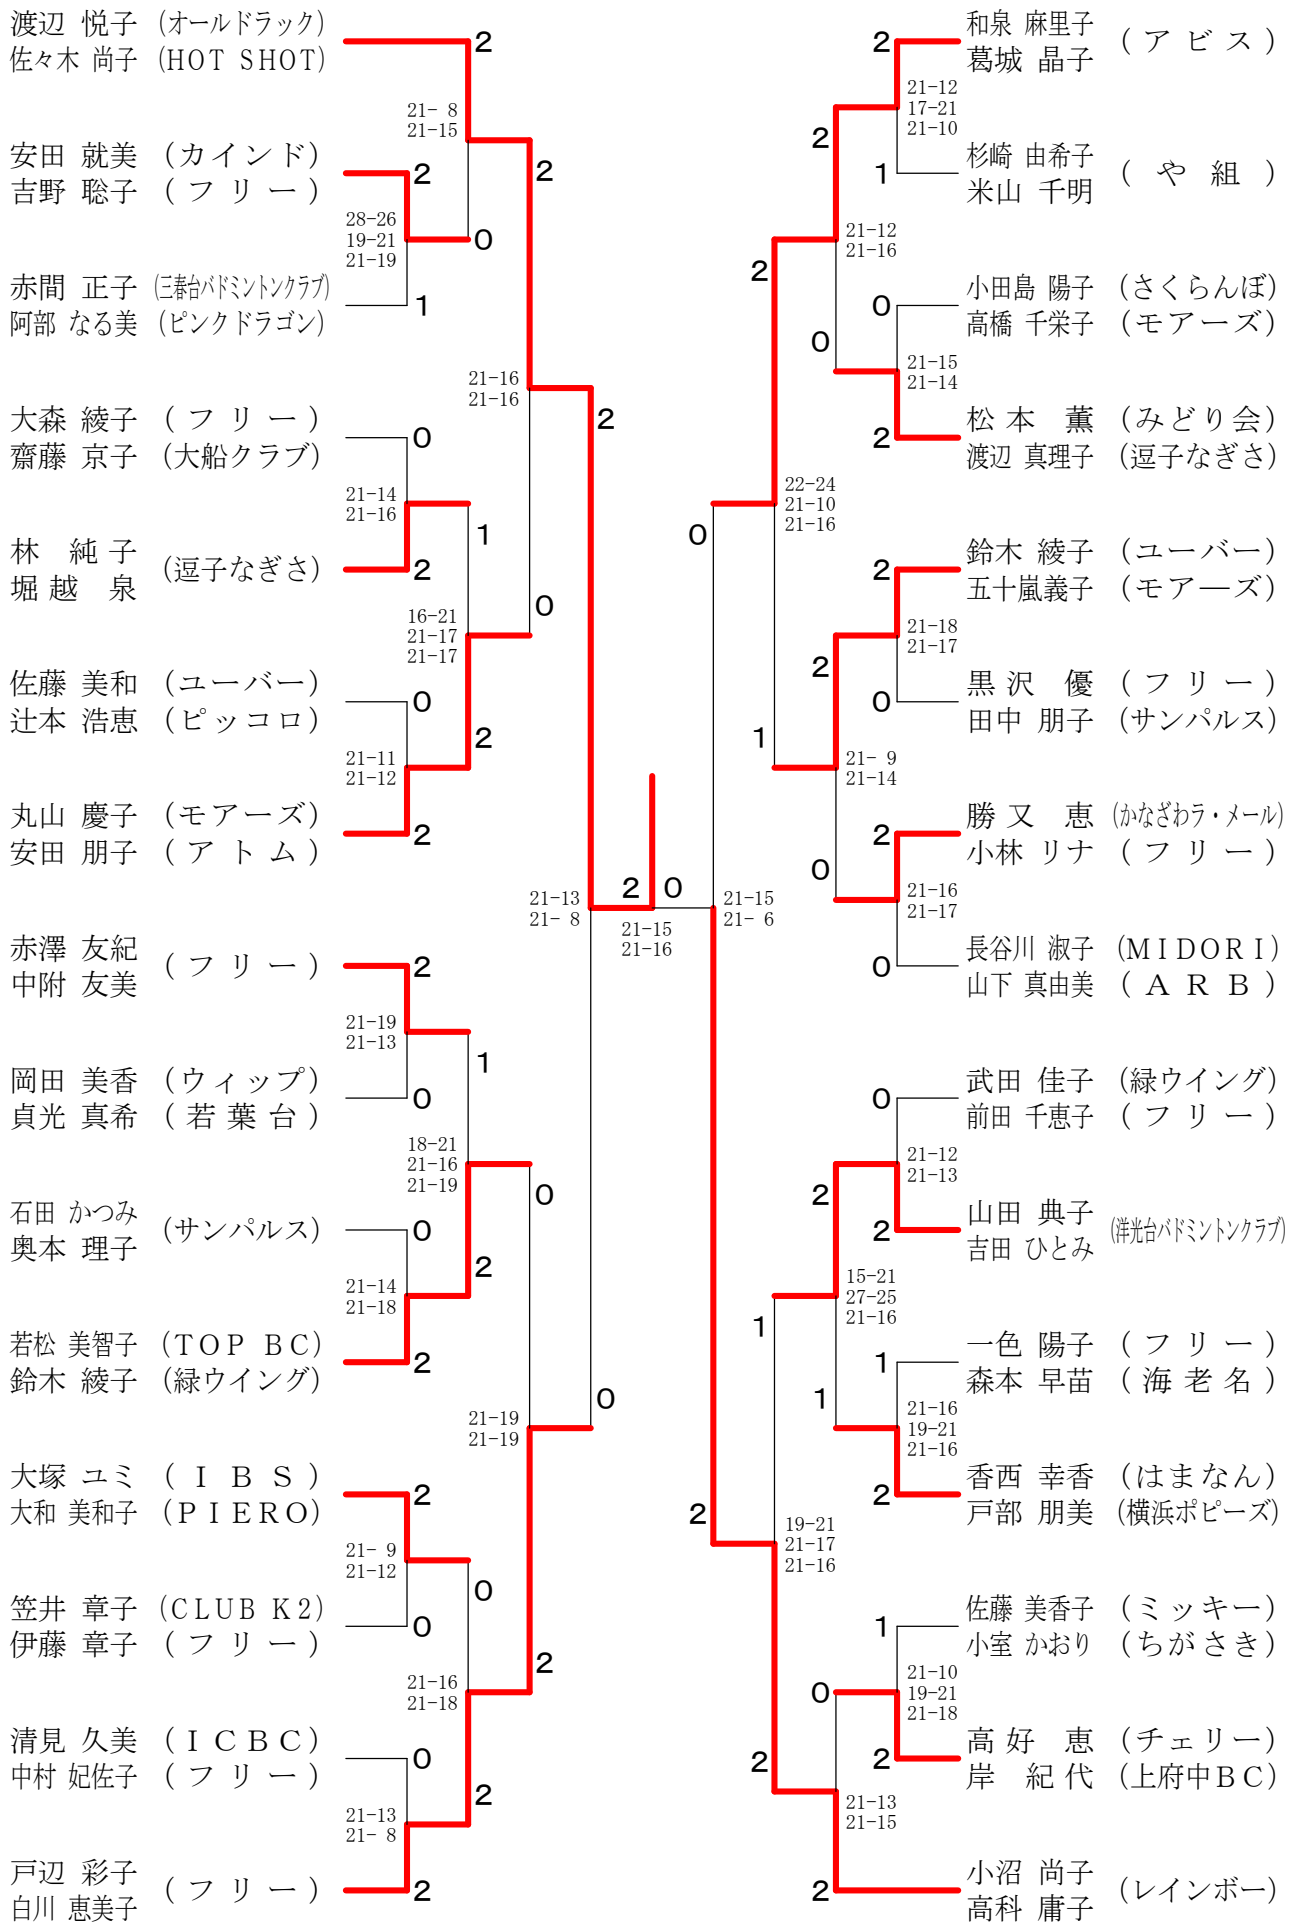 渡辺 悦子 (オールドラック)
佐々木 尚子 (HOT SHOT)
2
21- 8
21-15
安田 就美 (カインド)
吉野 聡子 (フリー)
2
2
28-26
19-21
21-19
0
赤間 正子 (三春台バドミントンクラブ)
阿部 なる美 (ピンクドラゴン)
1
21-16
21-16
2
大森 綾子 (フリー)
齋藤 京子 (大船クラブ)
0
21-14
21-16
1
林 純子
堀越 泉
(逗子なぎさ)
2
16-21
21-17
21-17
0
佐藤 美和 (ユーバー)
辻本 浩恵 (ピッコロ)
0
2
21-11
21-12
丸山 慶子 (モアーズ)
安田 朋子 (アトム)
2
21-13
21- 8
2
0
21-15
21-16
赤澤 友紀
中附 友美
(フリー)
2
21-19
21-13
1
岡田 美香 (ウィップ)
貞光 真希 (若葉台)
0
18-21
21-16
21-19
0
石田 かつみ
奥本 理子
(サンパルス)
0
2
21-14
21-18
若松 美智子 (TOP BC)
鈴木 綾子 (緑ウイング)
2
0
21-19
21-19
大塚 ユミ (IBS)
大和 美和子 (PIERO)
2
21- 9
21-12
0
笠井 章子 (CLUB K2)
伊藤 章子 (フリー)
0
2
21-16
21-18
清見 久美 (ICBC)
中村 妃佐子 (フリー)
0
2
21-13
21- 8
戸辺 彩子
白川 恵美子
(フリー)
2
和泉 麻里子
葛城 晶子
(アビス)
2
21-12
17-21
21-10
2
杉崎 由希子
米山 千明
(や組)
1
21-12
21-16
2
小田島 陽子 (さくらんぼ)
高橋 千栄子 (モアーズ)
0
0
21-15
21-14
松本 薫 (みどり会)
渡辺 真理子 (逗子なぎさ)
2
22-24
21-10
21-16
0
鈴木 綾子 (ユーバー)
五十嵐義子 (モアーズ)
2
21-18
21-17
2
黒沢 優 (フリー)
田中 朋子 (サンパルス)
0
1
21- 9
21-14
勝又 恵 (かなざわラ・メール)
小林 リナ (フリー)
2
0
21-16
21-17
21-15
21- 6
長谷川 淑子 (MIDORI)
山下 真由美 (ARB)
0
武田 佳子 (緑ウイング)
前田 千恵子 (フリー)
0
21-12
21-13
2
山田 典子
吉田 ひとみ
(洋光台バドミントンクラブ)
2
15-21
27-25
21-16
1
一色 陽子 (フリー)
森本 早苗 (海老名)
1
1
21-16
19-21
21-16
香西 幸香 (はまなん)
戸部 朋美 (横浜ポピーズ)
2
2
19-21
21-17
21-16
佐藤 美香子 (ミッキー)
小室 かおり (ちがさき)
1
21-10
19-21
21-18
0
高好 恵 (チェリー)
岸 紀代 (上府中BC)
2
2
21-13
21-15
小沼 尚子
高科 庸子
(レインボー)
2